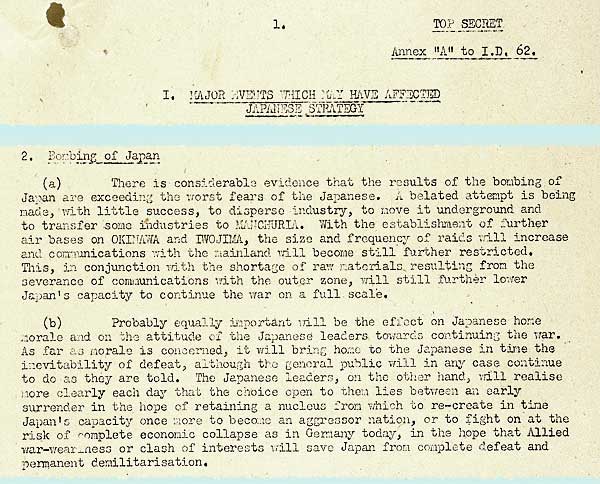 1.
TOP SECRET
Annex "A" to I.D. 62.
I. MAJOR EVENTS WHICH MAY HAVE AFFECTED
JAPANESE STRATEGY
2. Bombing of Japan
(a) There is considerable evidence that the results of the bombing of
Japan are exceeding the worst fears of the Japanese. A belated attempt is being
made, with little success, to disperse industry, to move it underground and
to transfer some industries to MANCHURIA. With the establishment of further
air bases on OKINAWA and IWOJIMA, the size and frequency of raids will increase
and communications with the mainland will become still further restricted.
This, in conjunction with the shortage of raw materials resulting from the
severance of communications with the outer zone, will still further lower
Japan's capacity to continue the war on a full scale.
(b) Probably equally important will be the effect on Japanese home
morale and on the attitude of the Japanese leaders towards continuing the war.
As far as morale is concerned, it will bring home to the Japanese in time the
inevitability of defeat, although the general public will in any case continue
to do as they are told. The Japanese leaders, on the other hand, will realise
more clearly each day that the choice open to them lies between an early
surrender in the hope of retaining a nucleus from which to re-create in time
Japan's capacity once more to become an aggressor nation, or to fight on at the
risk of complete economic collapse as in Germany today, in the hope that Allied
war-weariness or clash of interests will save Japan from complete defeat and
permanent demilitarisation.